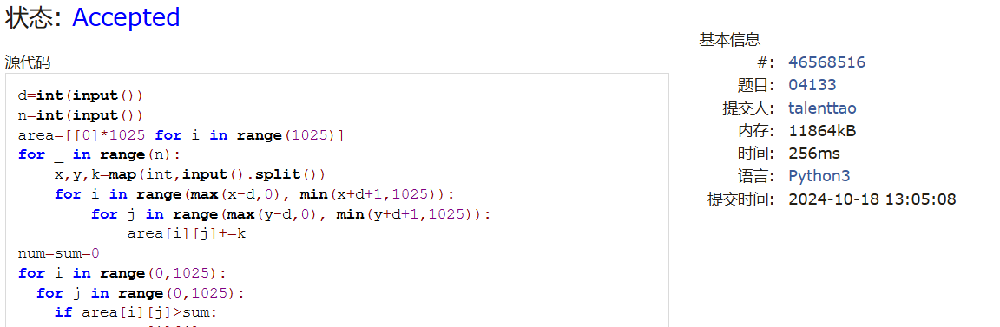 状态: Accepted
源代码
d=int(input())
n=int(input())
area=[[0]*1025 for i in range(1025)]
for _ in range(n):
    x,y,k=map(int,input().split())
    for i in range(max(x-d,0), min(x+d+1,1025)):
        for j in range(max(y-d,0), min(y+d+1,1025)):
            area[i][j]+=k
num=sum=0
for i in range(0,1025):
  for j in range(0,1025):
    if area[i][j]>sum:
基本信息
#: 46568516
题目: 04133
提交人: talenttao
内存: 11864kB
时间: 256ms
语言: Python3
提交时间: 2024-10-18 13:05:08